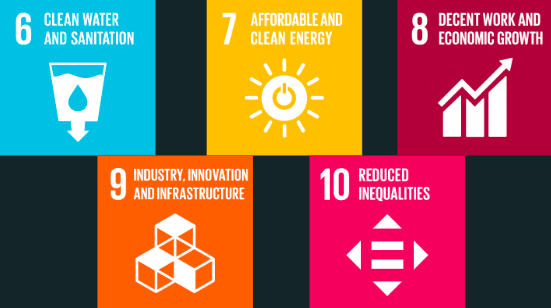 6 CLEAN WATER
AND SANITATION
7 AFFORDABLE AND
CLEAN ENERGY
8 DECENT WORK AND
ECONOMIC GROWTH
9 INDUSTRY, INNOVATION
AND INFRASTRUCTURE
10 REDUCED
INEQUALITIES